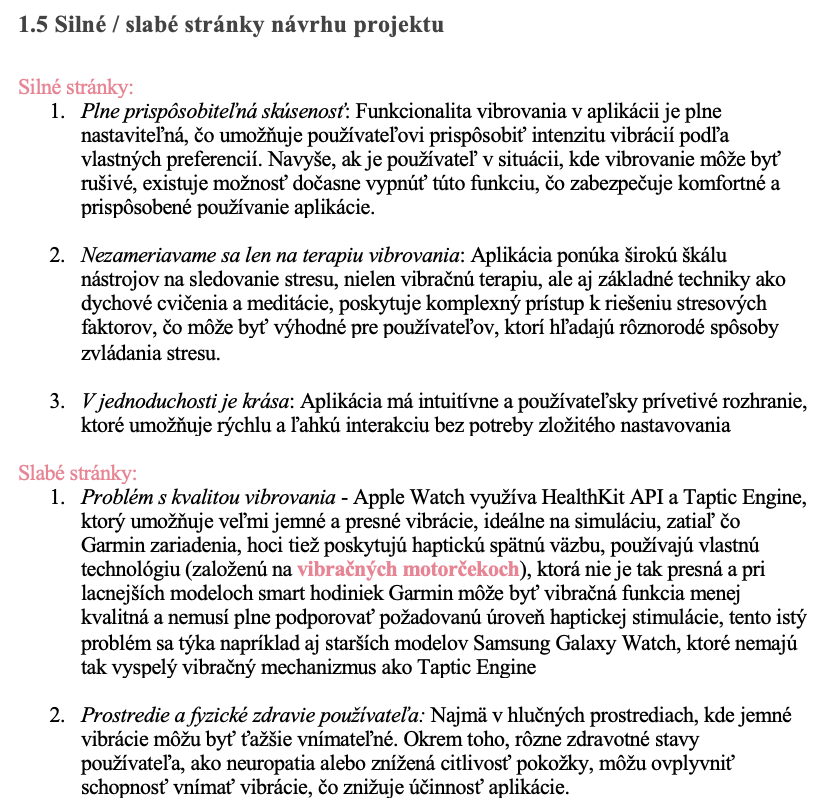 1.5 Silné / slabé stránky návrhu projektu
Silné stránky:
1. Plne prispôsobiteľná skúsenosť: Funkcionalita vibrovania v aplikácii je plne
nastaviteľná, čo umožňuje používateľovi prispôsobiť intenzitu vibrácií podľa
vlastných preferencií. Navyše, ak je používateľ v situácii, kde vibrovanie môže byť
rušivé, existuje možnosť dočasne vypnúť túto funkciu, čo zabezpečuje komfortné a
prispôsobené používanie aplikácie.
2. Nezameriavame sa len na terapiu vibrovania: Aplikácia ponúka širokú škálu
nástrojov na sledovanie stresu, nielen vibračnú terapiu, ale aj základné techniky ako
dychové cvičenia a meditácie, poskytuje komplexný prístup k riešeniu stresových
faktorov, čo môže byť výhodné pre používateľov, ktorí hľadajú rôznorodé spôsoby
zvládania stresu.
3. V jednoduchosti je krása: Aplikácia má intuitívne a používateľsky prívetivé rozhranie,
ktoré umožňuje rýchlu a ľahkú interakciu bez potreby zložitého nastavovania
Slabé stránky:
1. Problém s kvalitou vibrovania - Apple Watch využíva HealthKit API a Taptic Engine,
ktorý umožňuje veľmi jemné a presné vibrácie, ideálne na simuláciu, zatiaľ čo
Garmin zariadenia, hoci tiež poskytujú haptickú spätnú väzbu, používajú vlastnú
technológiu (založenú na vibračných motorčekoch), ktorá nie je tak presná a pri
lacnejších modeloch smart hodiniek Garmin môže byť vibračná funkcia menej
kvalitná a nemusí plne podporovať požadovanú úroveň haptickej stimulácie, tento istý
problém sa týka napríklad aj starších modelov Samsung Galaxy Watch, ktoré nemajú
tak vyspelý vibračný mechanizmus ako Taptic Engine
2. Prostredie a fyzické zdravie používateľa: Najmä v hlučných prostrediach, kde jemné
vibrácie môžu byť ťažšie vnímateľné. Okrem toho, rôzne zdravotné stavy
používateľa, ako neuropatia alebo znížená citlivosť pokožky, môžu ovplyvniť
schopnosť vnímať vibrácie, čo znižuje účinnosť aplikácie.